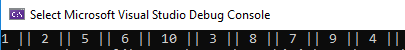 Select Microsoft Visual Studio Debug Console
1 || 2 || 5 || 6 || 10 || 3 || 8 || 7 || 9 || 4 ||